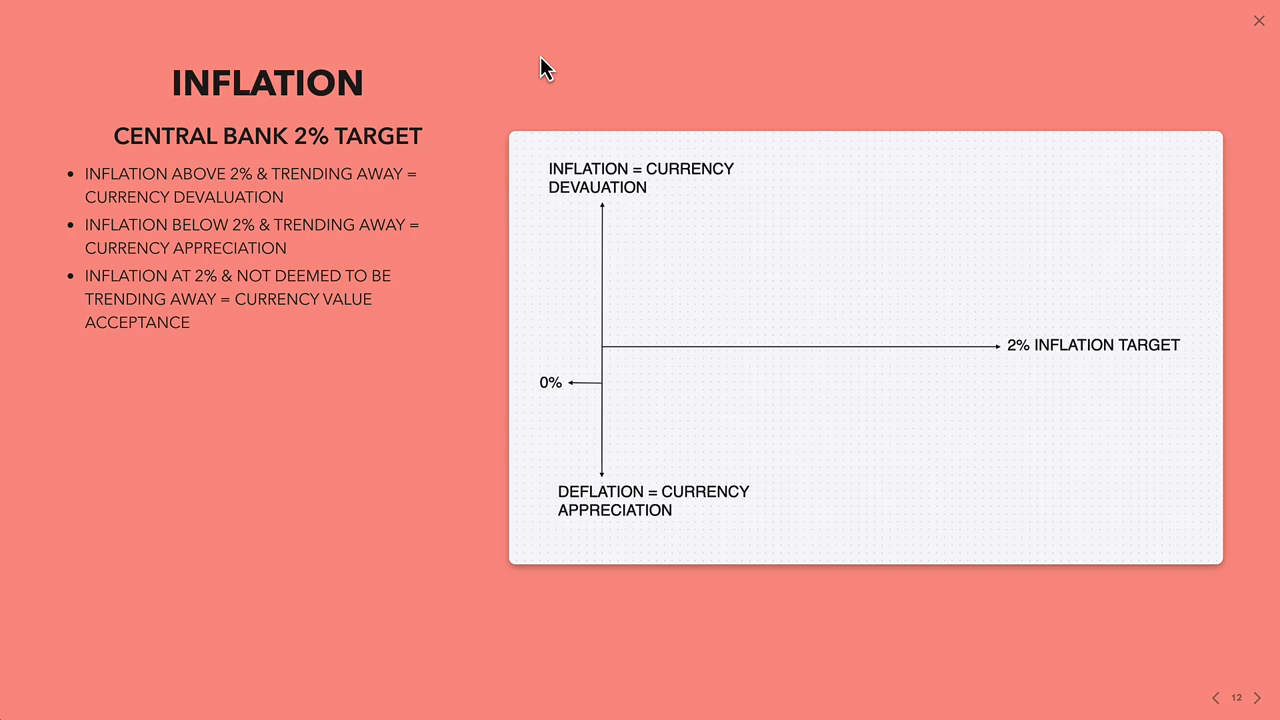 INFLATION
CENTRAL BANK 2% TARGET
• INFLATION ABOVE 2% & TRENDING AWAY =
CURRENCY DEVALUATION
• INFLATION BELOW 2% & TRENDING AWAY =
CURRENCY APPRECIATION
• INFLATION AT 2% & NOT DEEMED TO BE
TRENDING AWAY = CURRENCY VALUE
ACCEPTANCE
INFLATION = CURRENCY
DEVAUATION
2% INFLATION TARGET
0%
DEFLATION = CURRENCY
APPRECIATION
12